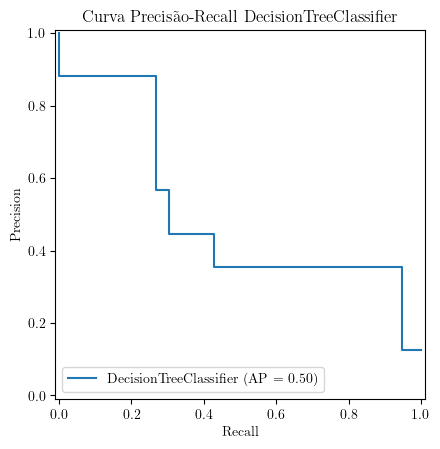 Curva Precisão-Recall DecisionTreeClassifier
1.0
0.8
0.6
0.4
0.2
0.0
Precision
DecisionTreeClassifier (AP = 0.50)
0.0 0.2 0.4 0.6 0.8 1.0
Recall